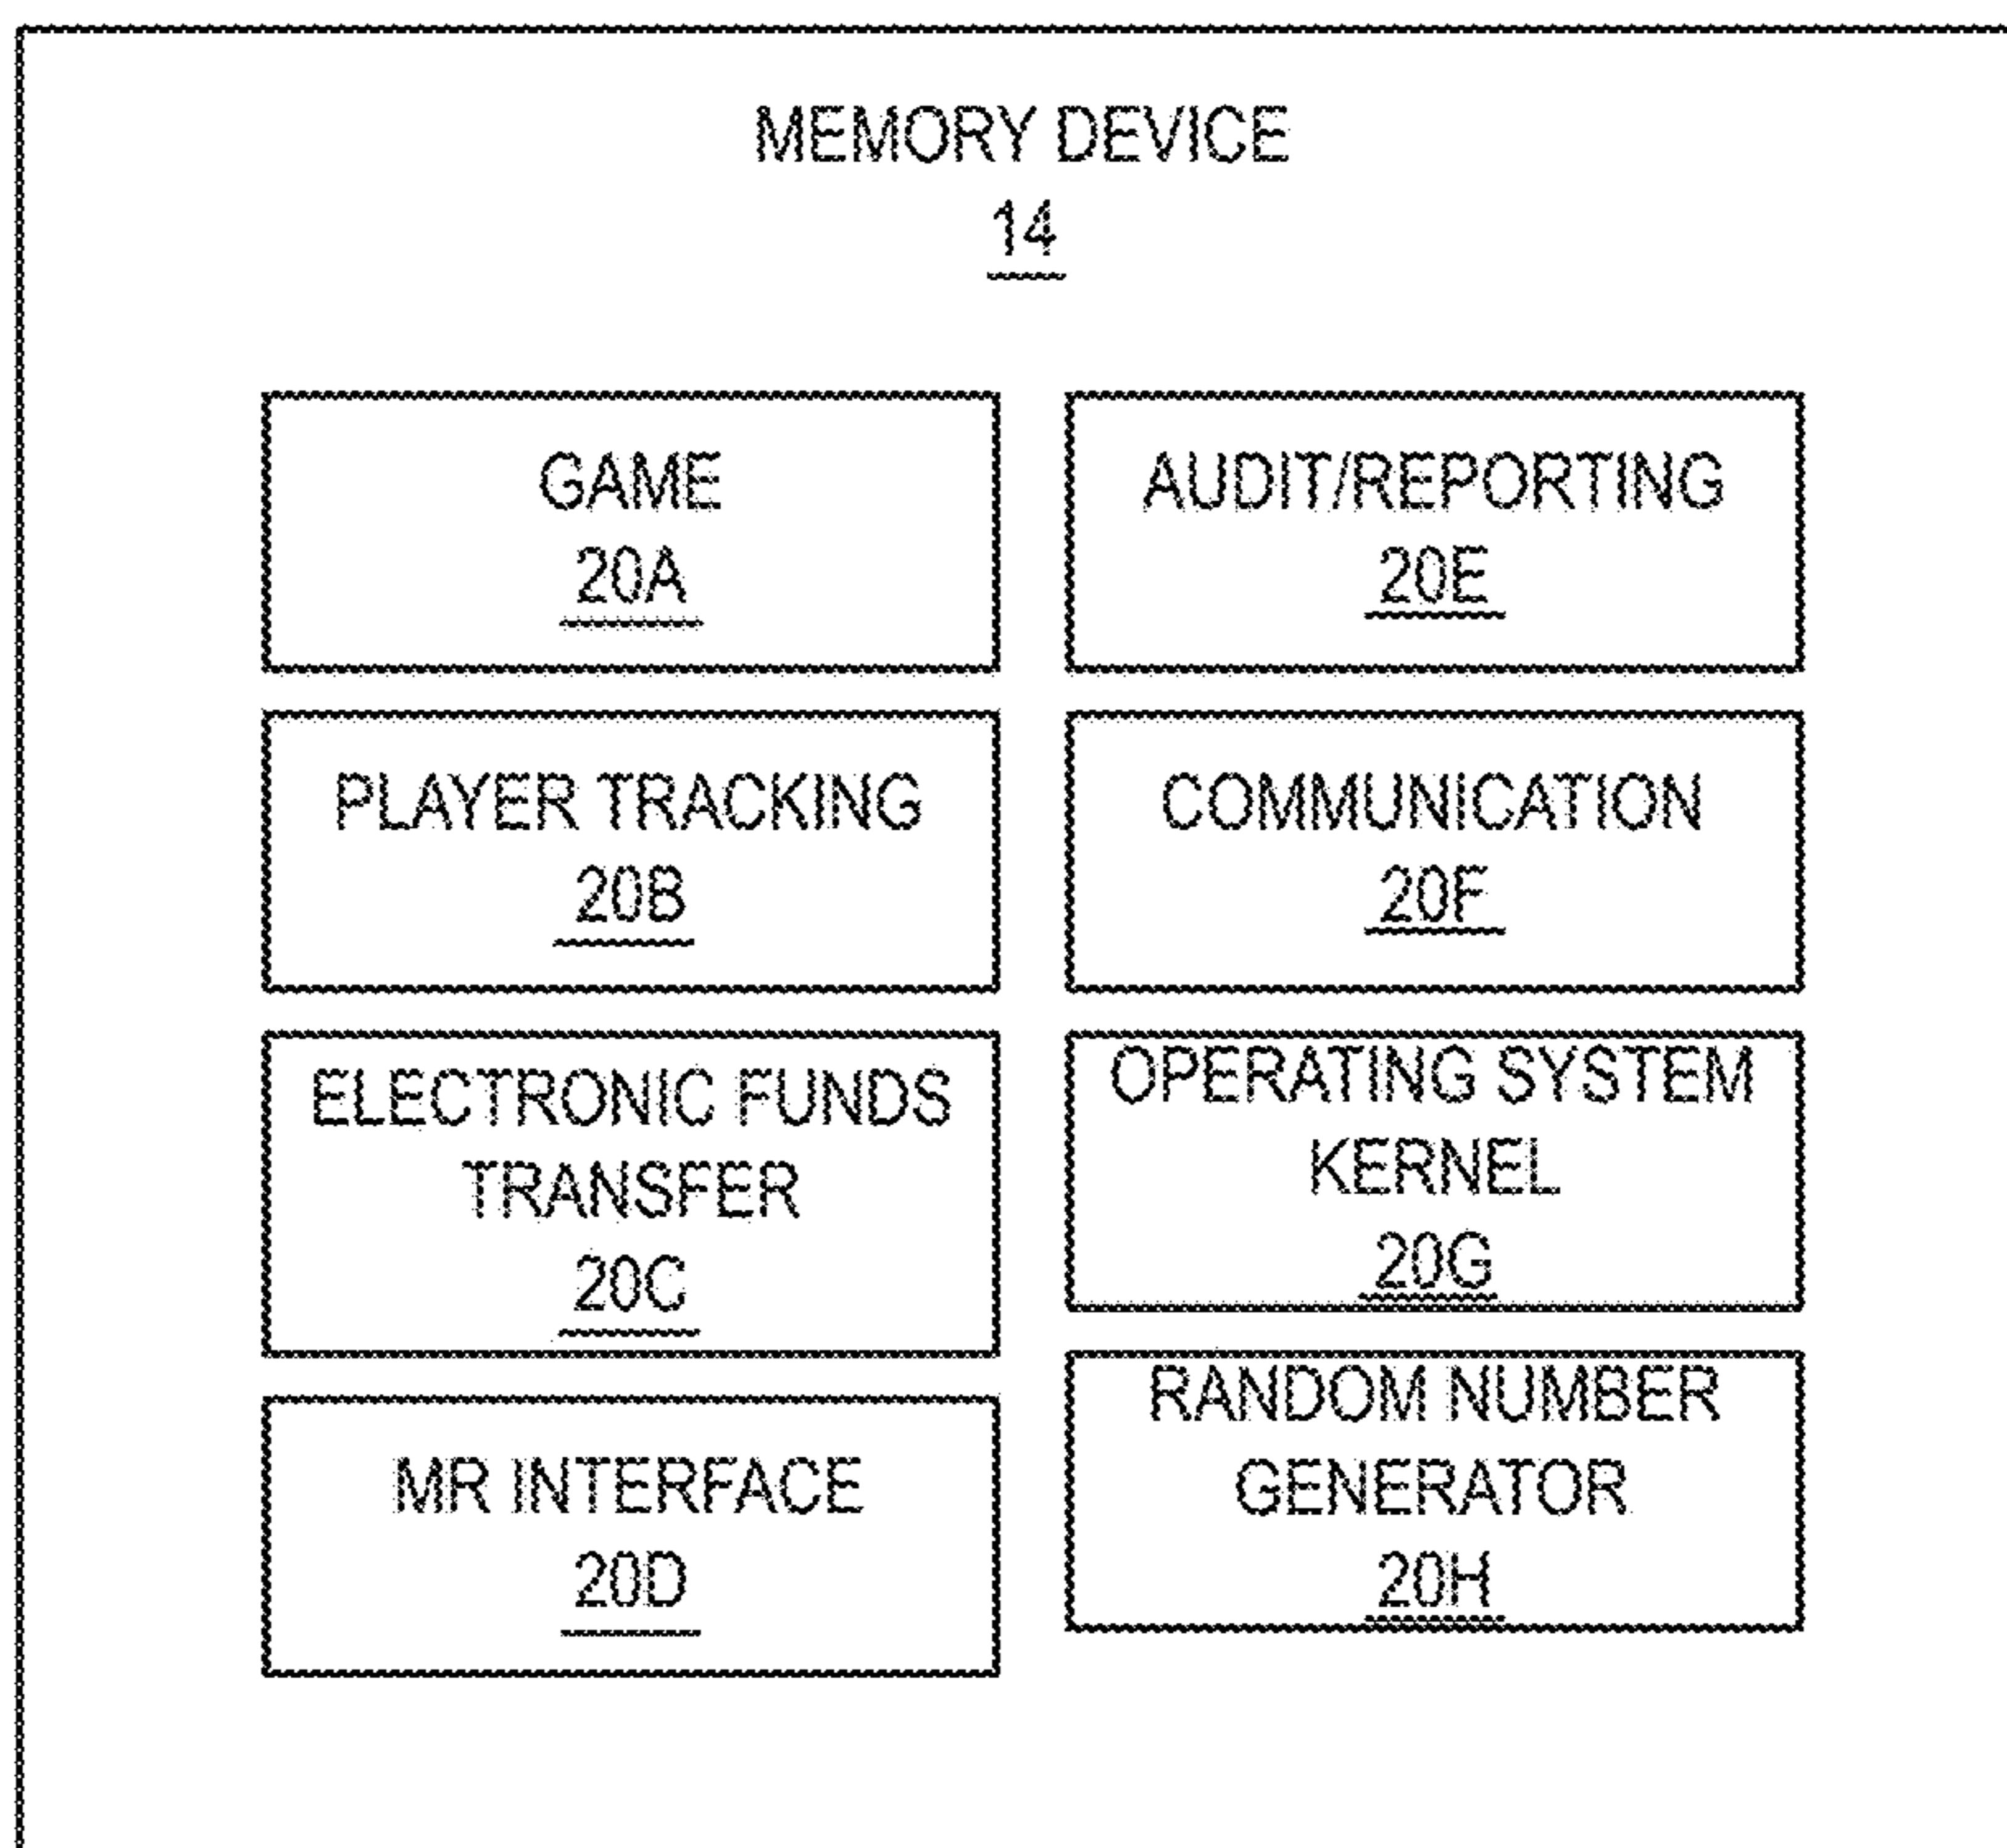 MEMORY DEVICE
14
GAME
20A
PLAYER TRACKING
20B
ELECTRONIC FUNDS
TRANSFER
20C
MR INTERFACE
20D
AUDIT/REPORTING
20E
COMMUNICATION
20F
OPERATING SYSTEM
KERNEL
20G
RANDOM NUMBER
GENERATOR
20H